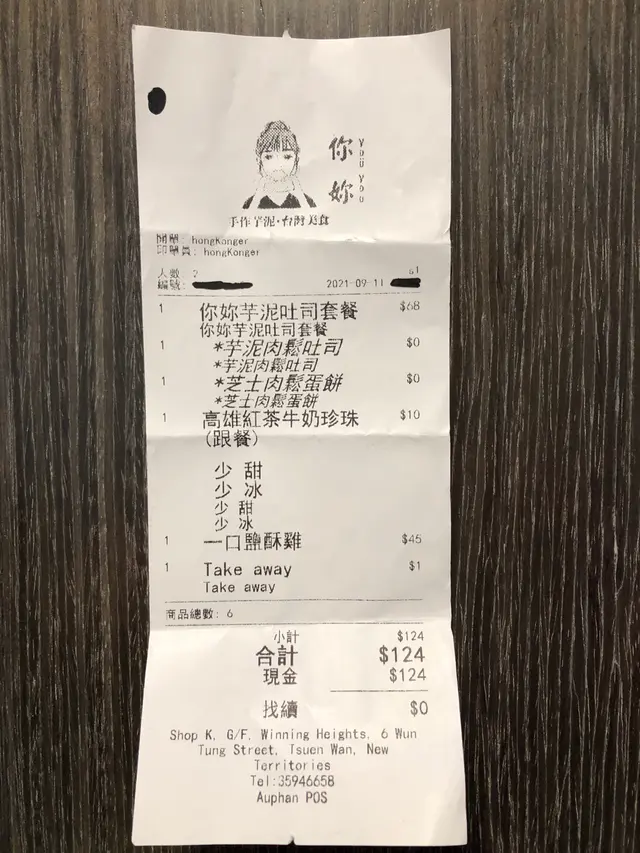 你妳
YOU YOU
手作芋泥·台灣美食
開單: hongKonger
印單員: hongKonger
人數: 2
編號:
2021-09-11
1 你妳芋泥吐司套餐 $68
你妳芋泥吐司套餐
1 *芋泥肉鬆吐司 $0
*芋泥肉鬆吐司
1 *芝士肉鬆蛋餅 $0
*芝士肉鬆蛋餅
1 高雄紅茶牛奶珍珠 $10
(跟餐)
少 甜
少 冰
少 甜
少 冰
1 一口鹽酥雞 $45
1 Take away $1
Take away
商品總數: 6
小計 $124
合計 $124
現金 $124
找續 $0
Shop K, G/F, Winning Heights, 6 Wun
Tung Street, Tsuen Wan, New
Territories
Tel:35946658
Auphan POS